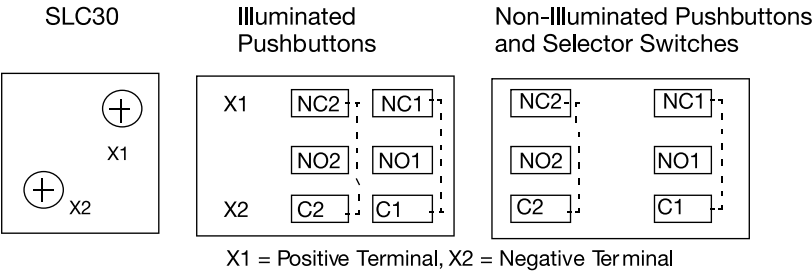 SLC30
Illuminated
Pushbuttons
Non-Illuminated Pushbuttons
and Selector Switches
X1
X2
X1 NC2 NC1
NO2 NO1
X2 C2 C1
NC2 NC1
NO2 NO1
C2 C1
X1 = Positive Terminal, X2 = Negative Terminal